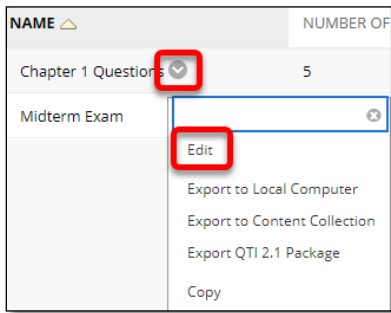 NAME NUMBER OF
Chapter 1 Questions 5
Midterm Exam
Edit
Export to Local Computer
Export to Content Collection
Export QTI 2.1 Package
Copy